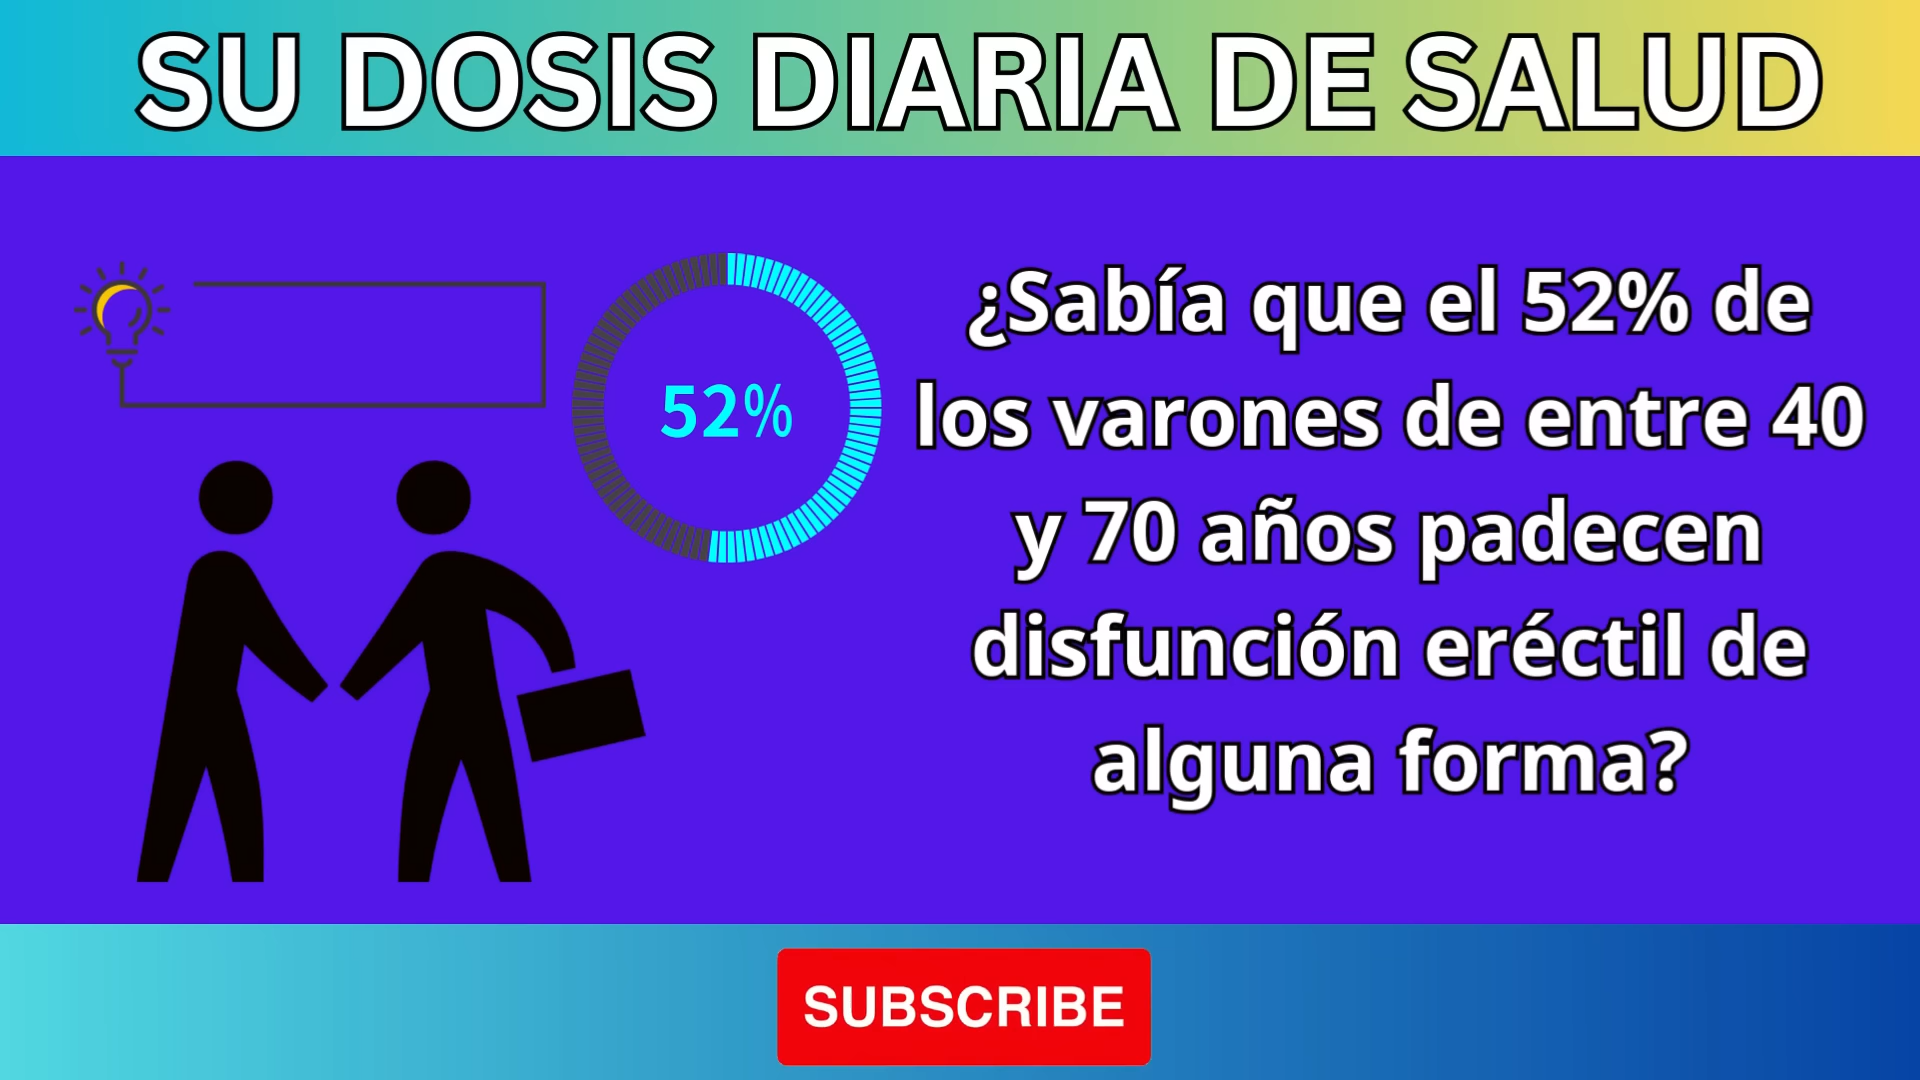 SU DOSIS DIARIA DE SALUD
52%
¿Sabía que el 52% de
los varones de entre 40
y 70 años padecen
disfunción eréctil de
alguna forma?
SUBSCRIBE